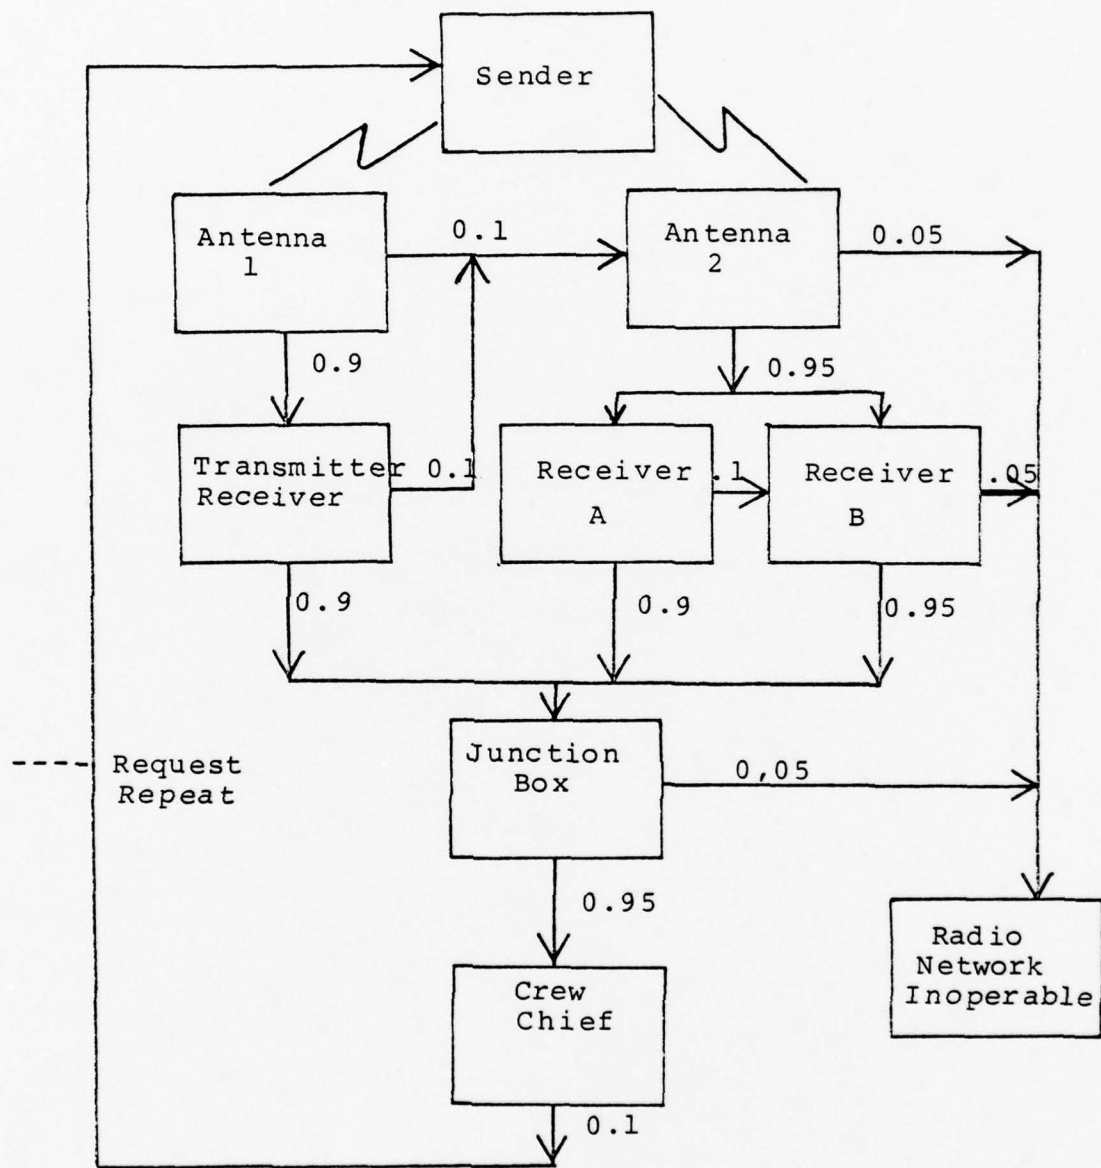 Sender
Antenna
1
0.1
Antenna
2
0.05
0.9
0.95
Transmitter
Receiver
0.1
Receiver
A
.1
Receiver
B
.05
0.9
0.9
0.95
Request
Repeat
Junction
Box
0,05
0.95
Radio
Network
Inoperable
Crew
Chief
0.1